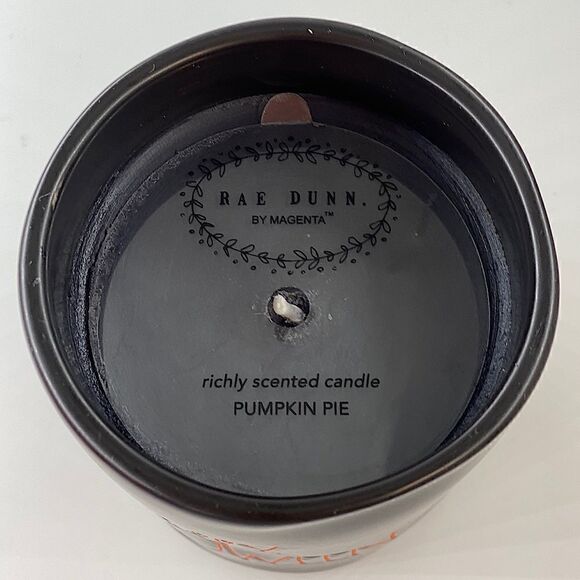 RAE DUNN.
BY MAGENTA™
richly scented candle
PUMPKIN PIE